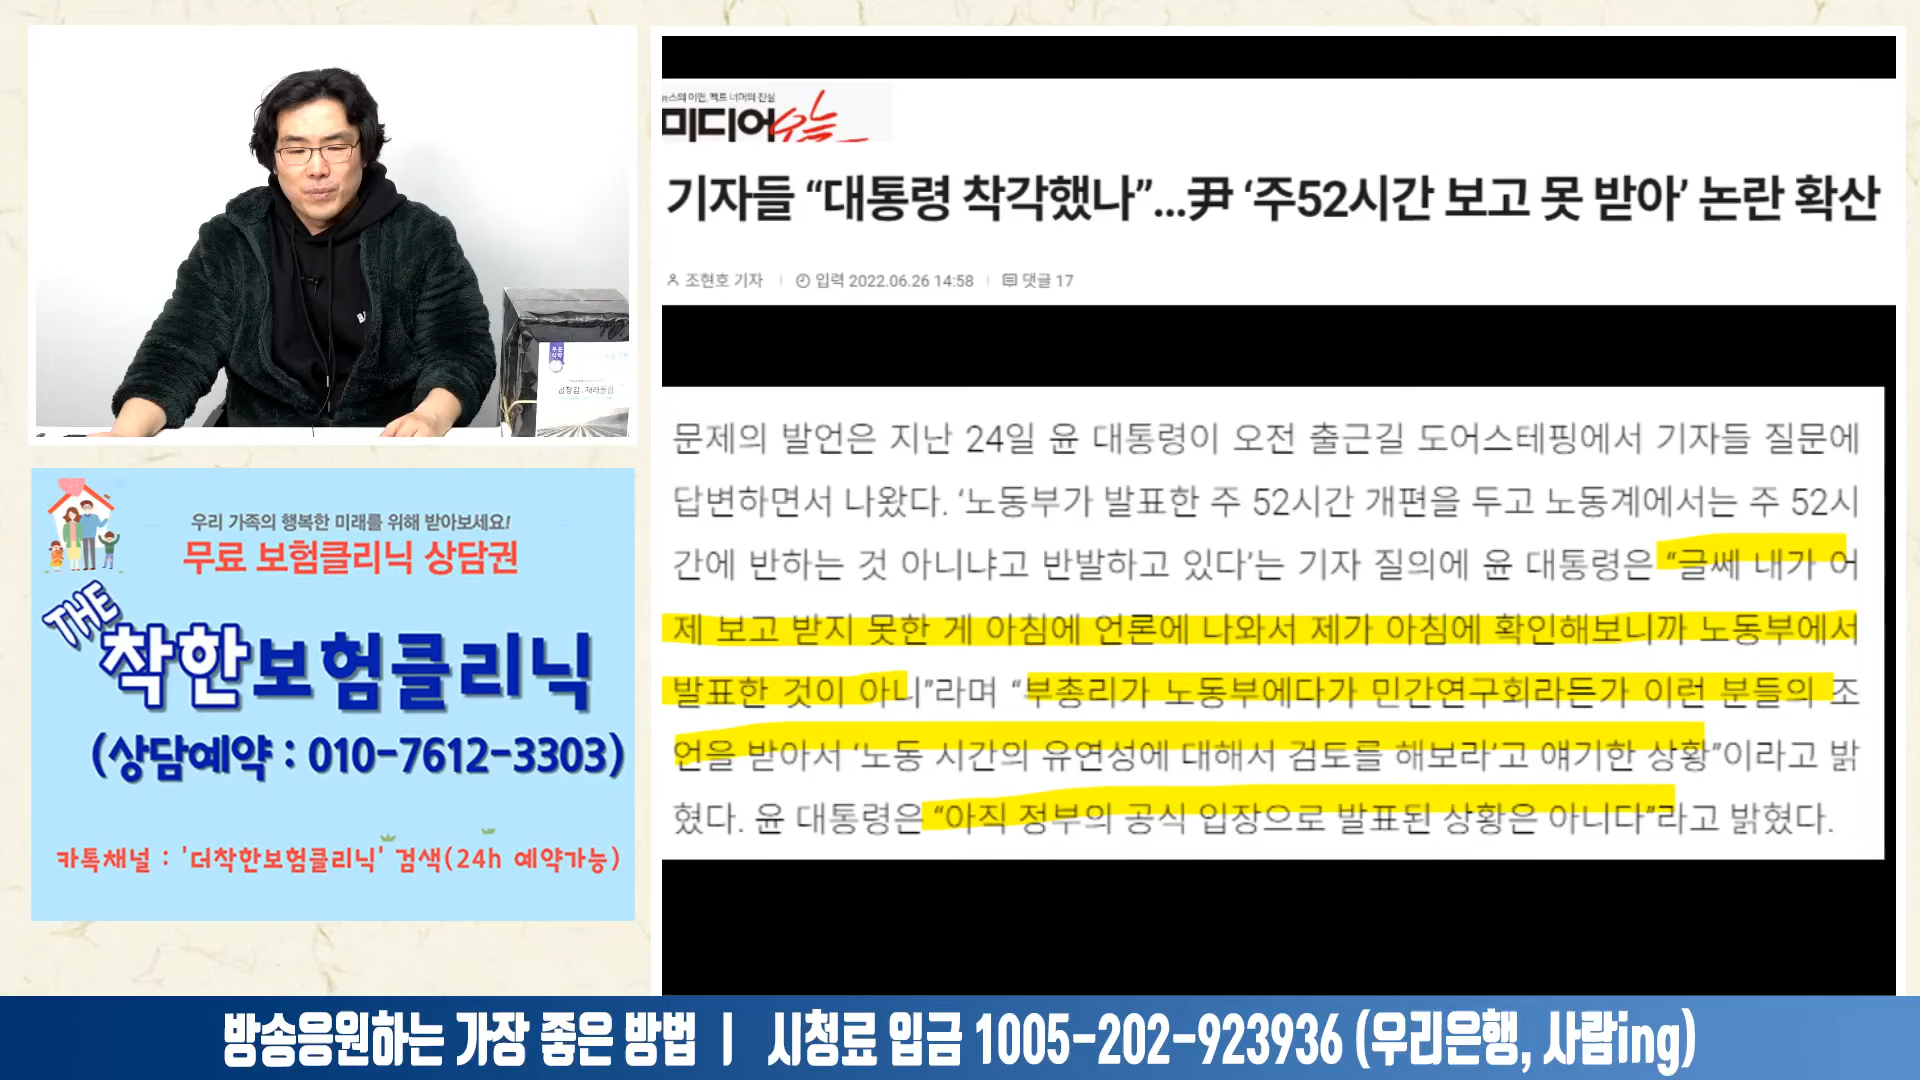 뉴스의 이면, 팩트 너머의 진실
미디어오늘
기자들 “대통령 착각했나”...尹 ‘주52시간 보고 못 받아’ 논란 확산
조현호 기자 입력 2022.06.26 14:58 댓글 17
문제의 발언은 지난 24일 윤 대통령이 오전 출근길 도어스테핑에서 기자들 질문에
답변하면서 나왔다. ‘노동부가 발표한 주 52시간 개편을 두고 노동계에서는 주 52시
간에 반하는 것 아니냐고 반발하고 있다’는 기자 질의에 윤 대통령은 “글쎄 내가 어
제 보고 받지 못한 게 아침에 언론에 나와서 제가 아침에 확인해보니까 노동부에서
발표한 것이 아니”라며 “부총리가 노동부에다가 민간연구회라든가 이런 분들의 조
언을 받아서 ‘노동 시간의 유연성에 대해서 검토를 해보라’고 얘기한 상황”이라고 밝
혔다. 윤 대통령은 “아직 정부의 공식 입장으로 발표된 상황은 아니다”라고 밝혔다.
곱창김, 재래돌김
우리 가족의 행복한 미래를 위해 받아보세요!
무료 보험클리닉 상담권
THE
착한보험클리닉
(상담예약 : 010-7612-3303)
카톡채널 : '더착한보험클리닉' 검색(24h 예약가능)
방송응원하는 가장 좋은 방법 ㅣ 시청료 입금 1005-202-923936 (우리은행, 사람ing)